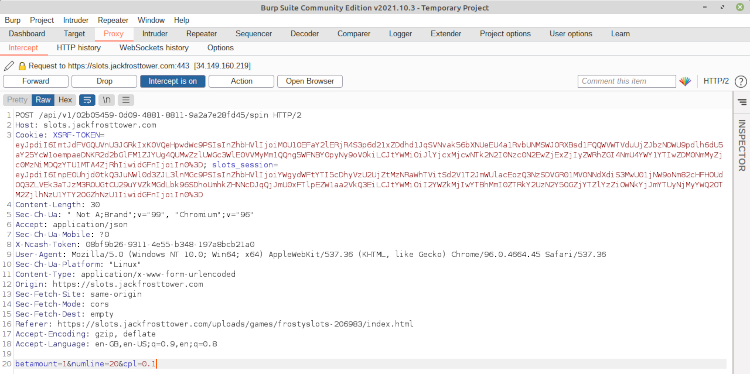 Burp Suite Community Edition v2021.10.3 - Temporary Project
Burp Project Intruder Repeater Window Help
Dashboard Target Proxy Intruder Repeater Sequencer Decoder Comparer Logger Extender Project options User options Learn
Intercept HTTP history WebSockets history Options
Request to https://slots.jackfrosttower.com:443 [34.149.160.219]
Forward Drop Intercept is on Action Open Browser Comment this item HTTP/2 ?
Pretty Raw Hex \n
INSPECTOR
1 POST /api/v1/02b05459-0d09-4881-8811-9a2a7e28fd45/spin HTTP/2
2 Host: slots.jackfrosttower.com
3 Cookie: XSRF-TOKEN=
slots_session=
4 Content-Length: 30
5 Sec-Ch-Ua: " Not A;Brand";v="99", "Chromium";v="96"
6 Accept: application/json
7 Sec-Ch-Ua-Mobile: ?0
8 X-Ncash-Token: 08bf9b26-9311-4e55-b348-197a8bcb21a0
9 User-Agent: Mozilla/5.0 (Windows NT 10.0; Win64; x64) AppleWebKit/537.36 (KHTML, like Gecko) Chrome/96.0.4664.45 Safari/537.36
10 Sec-Ch-Ua-Platform: "Linux"
11 Content-Type: application/x-www-form-urlencoded
12 Origin: https://slots.jackfrosttower.com
13 Sec-Fetch-Site: same-origin
14 Sec-Fetch-Mode: cors
15 Sec-Fetch-Dest: empty
16 Referer: https://slots.jackfrosttower.com/uploads/games/frostyslots-206983/index.html
17 Accept-Encoding: gzip, deflate
18 Accept-Language: en-GB,en-US;q=0.9,en;q=0.8
19
20 betamount=1&numline=20&cpl=0.1